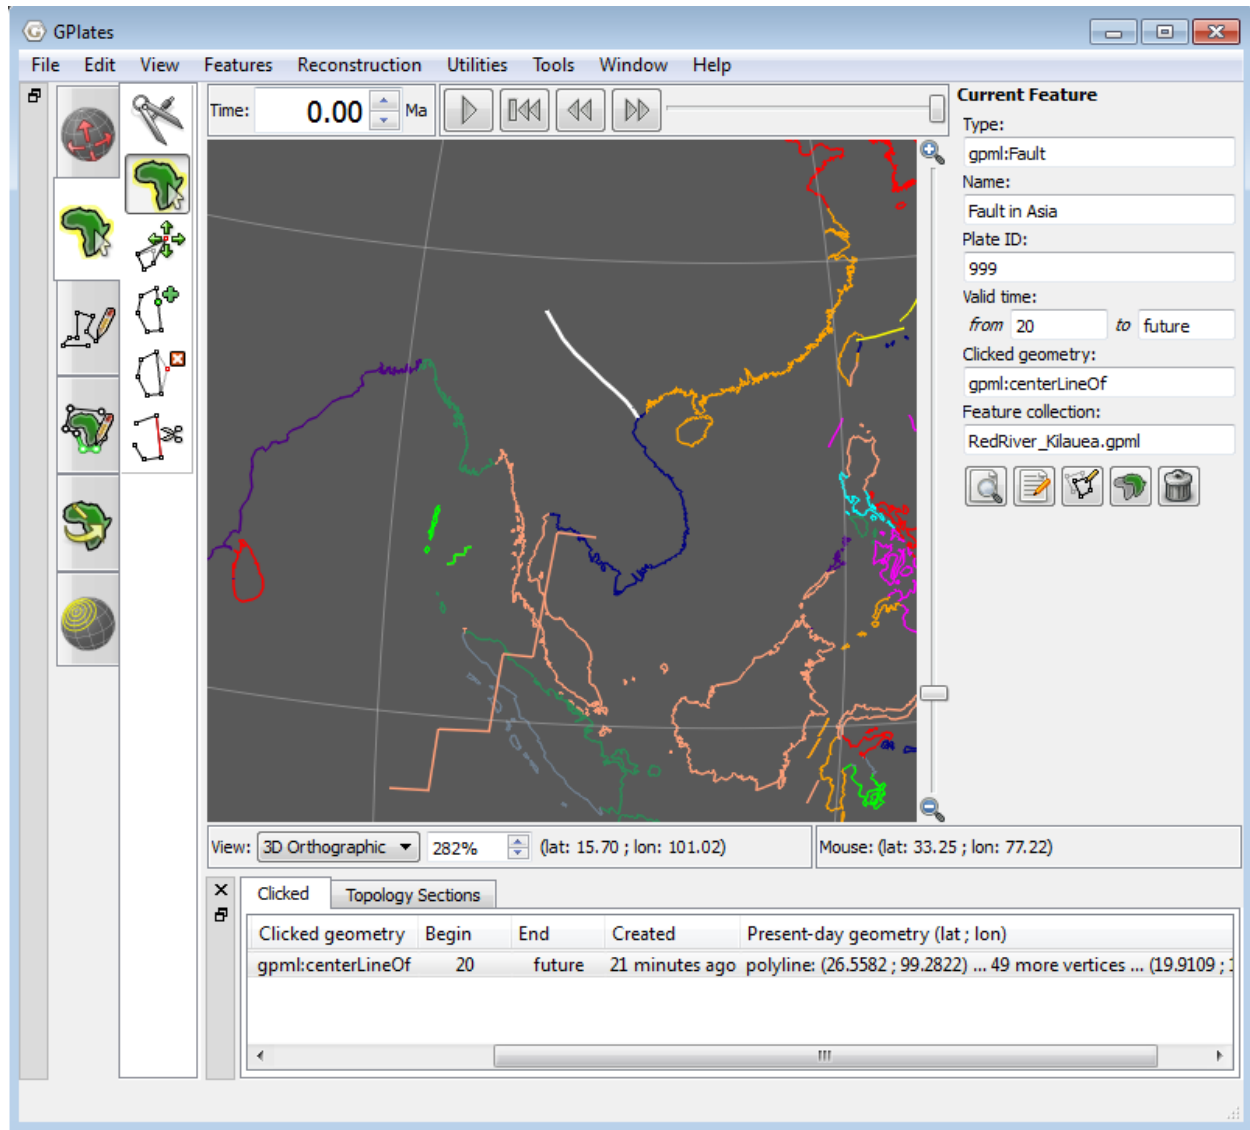 GPlates
File Edit View Features Reconstruction Utilities Tools Window Help
Time: 0.00 Ma
Current Feature
Type:
gpml:Fault
Name:
Fault in Asia
Plate ID:
999
Valid time:
from 20 to future
Clicked geometry:
gpml:centerLineOf
Feature collection:
RedRiver_Kilauea.gpml
View: 3D Orthographic 282% (lat: 15.70 ; lon: 101.02) Mouse: (lat: 33.25 ; lon: 77.22)
Clicked Topology Sections
Clicked geometry Begin End Created Present-day geometry (lat ; lon)
gpml:centerLineOf 20 future 21 minutes ago polyline: (26.5582 ; 99.2822) ... 49 more vertices ... (19.9109 ;